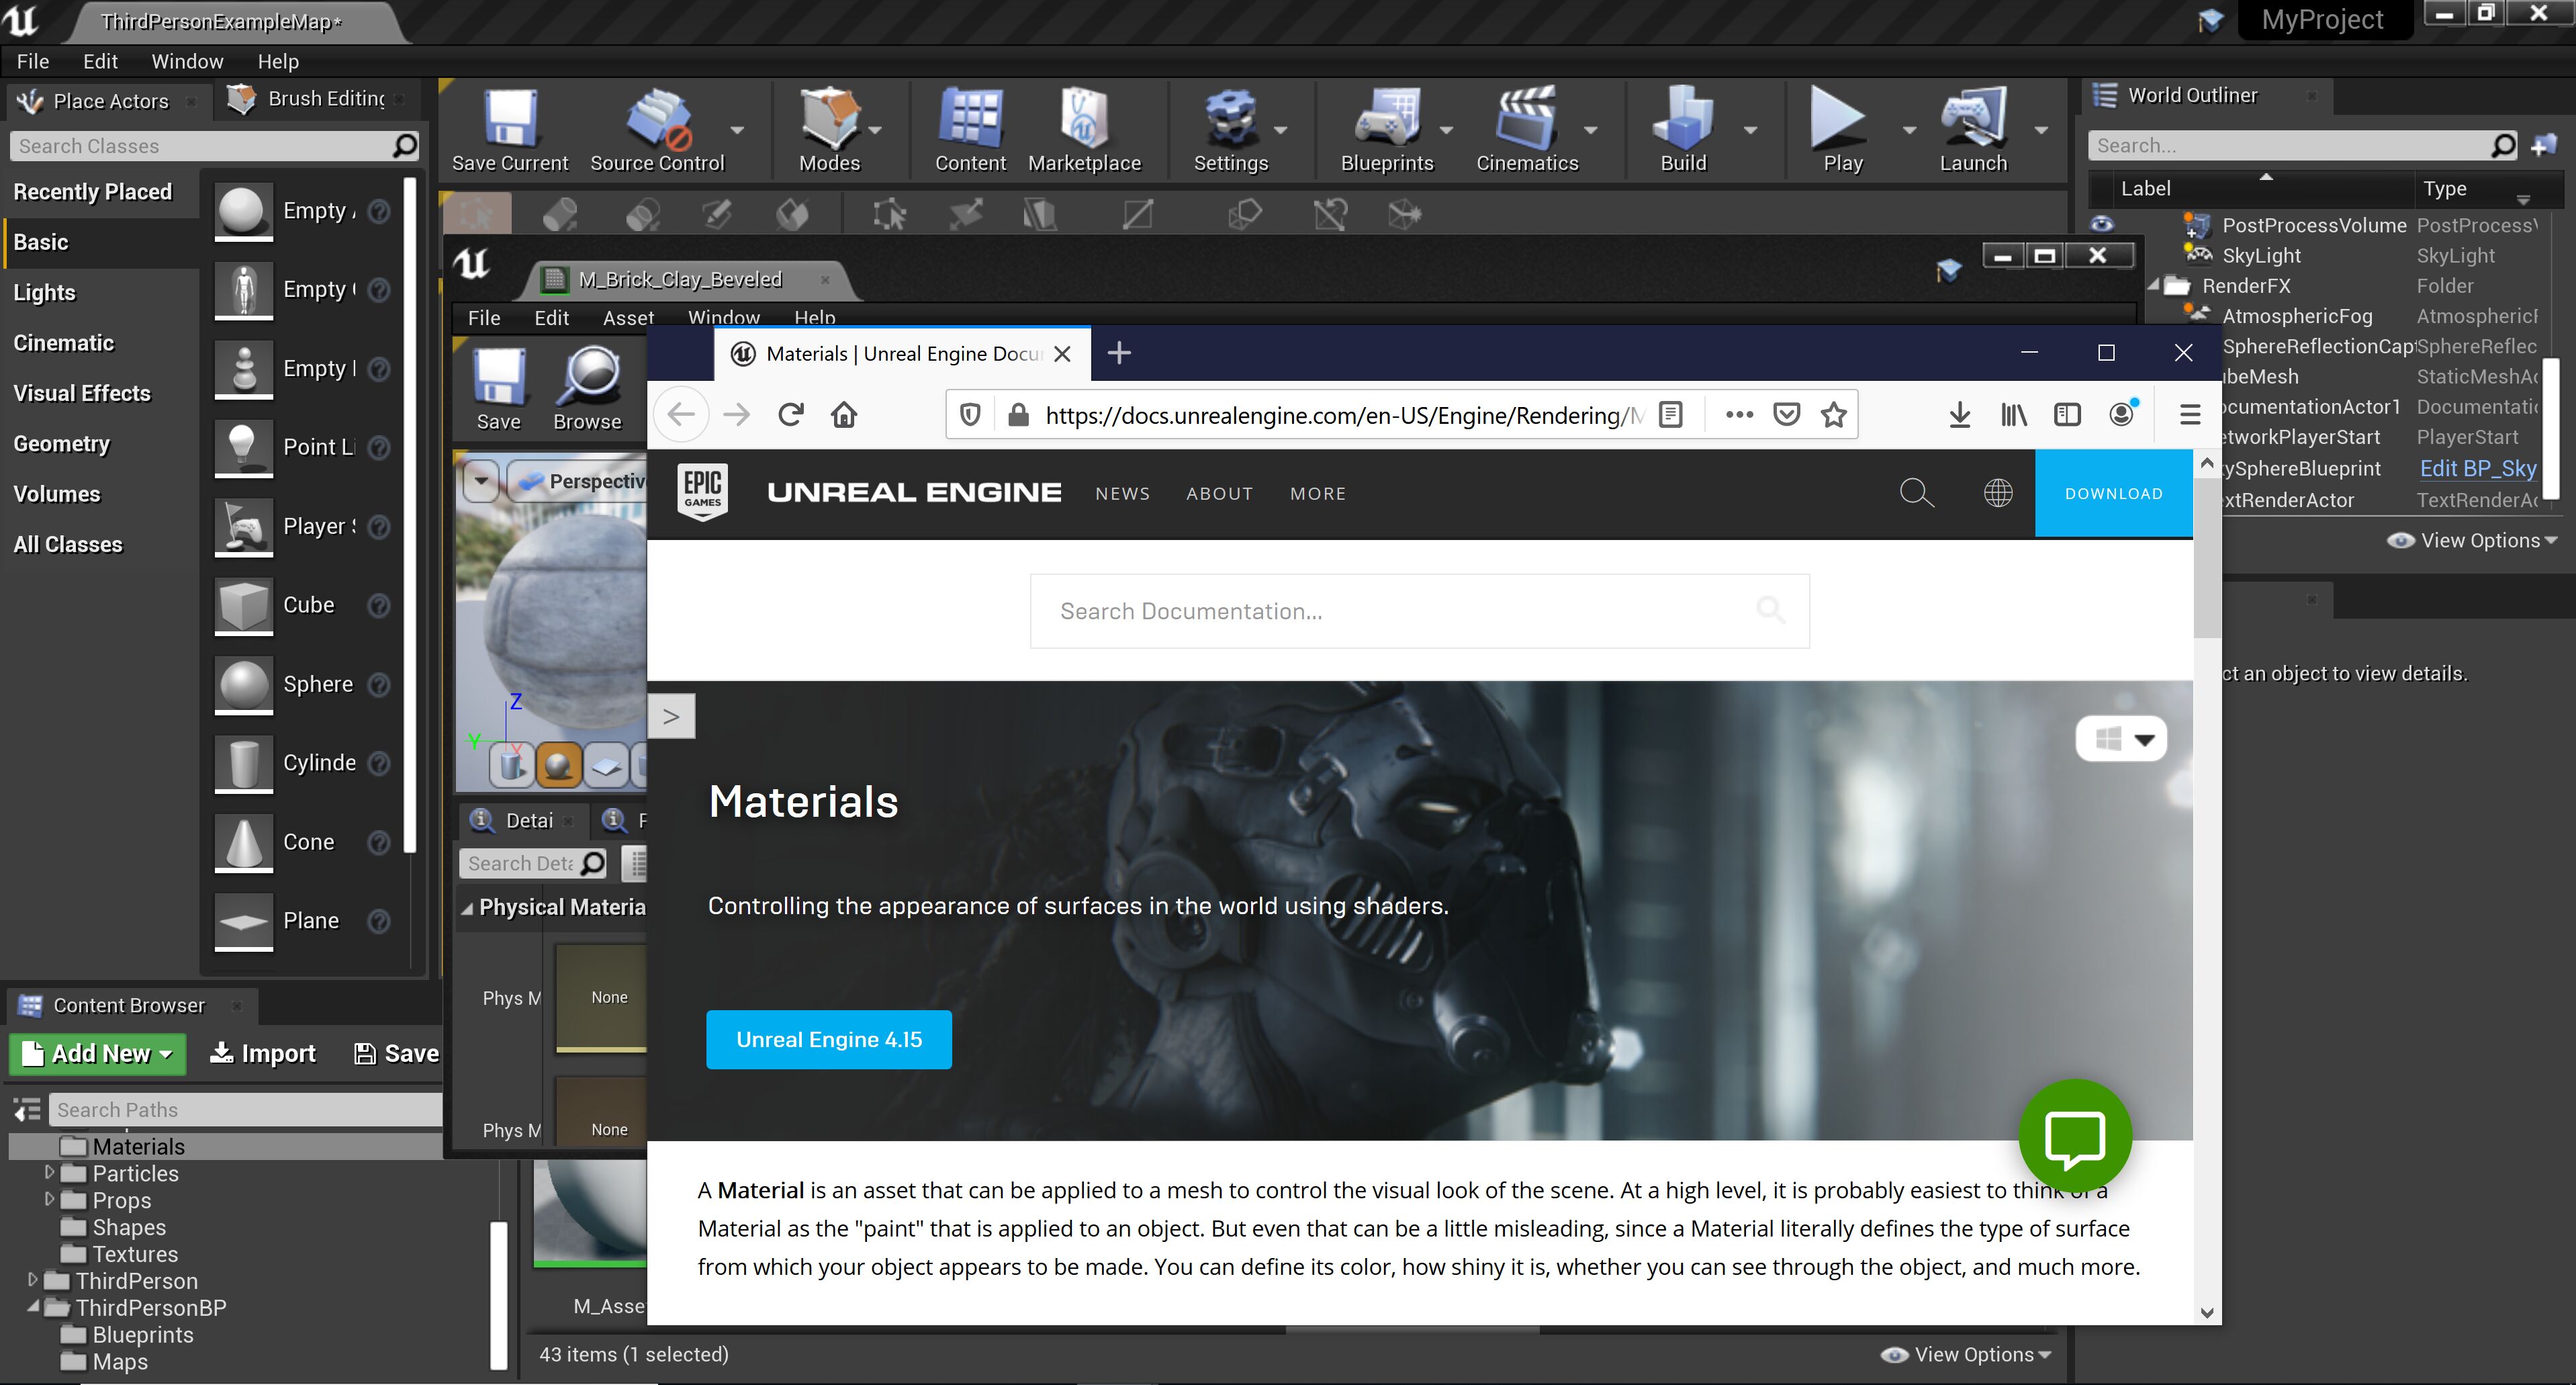 ThirdPersonExampleMap*
MyProject
File Edit Window Help
Place Actors
Brush Editing
Search Classes
Recently Placed
Basic
Lights
Cinematic
Visual Effects
Geometry
Volumes
All Classes
Empty
Empty
Empty
Point Li
Player
Cube
Sphere
Cylinde
Cone
Plane
Save Current
Source Control
Modes
Content
Marketplace
Settings
Blueprints
Cinematics
Build
Play
Launch
World Outliner
Search...
Label Type
PostProcessVolume PostProcess
SkyLight SkyLight
RenderFX Folder
AtmosphericFog Atmospheric
SphereReflectionCapt SphereReflec
ubeMesh StaticMeshAc
ocumentationActor1 Documentatic
etworkPlayerStart PlayerStart
kySphereBlueprint Edit BP_Sky
extRenderActor TextRenderAc
View Options
ct an object to view details.
M_Brick_Clay_Beveled
File Edit Asset Window Help
Save
Browse
Perspectiv
Z
Y
X
Detai
Search Deta
Physical Materia
Phys M
None
Phys M
None
Materials | Unreal Engine Docu
https://docs.unrealengine.com/en-US/Engine/Rendering/M
EPIC GAMES
UNREAL ENGINE
NEWS ABOUT MORE
DOWNLOAD
Search Documentation...
>
Materials
Controlling the appearance of surfaces in the world using shaders.
Unreal Engine 4.15
A Material is an asset that can be applied to a mesh to control the visual look of the scene. At a high level, it is probably easiest to think of a
Material as the "paint" that is applied to an object. But even that can be a little misleading, since a Material literally defines the type of surface
from which your object appears to be made. You can define its color, how shiny it is, whether you can see through the object, and much more.
Content Browser
Add New
Import
Save
Search Paths
Materials
Particles
Props
Shapes
Textures
ThirdPerson
ThirdPersonBP
Blueprints
Maps
M_Asse
43 items (1 selected)
View Options